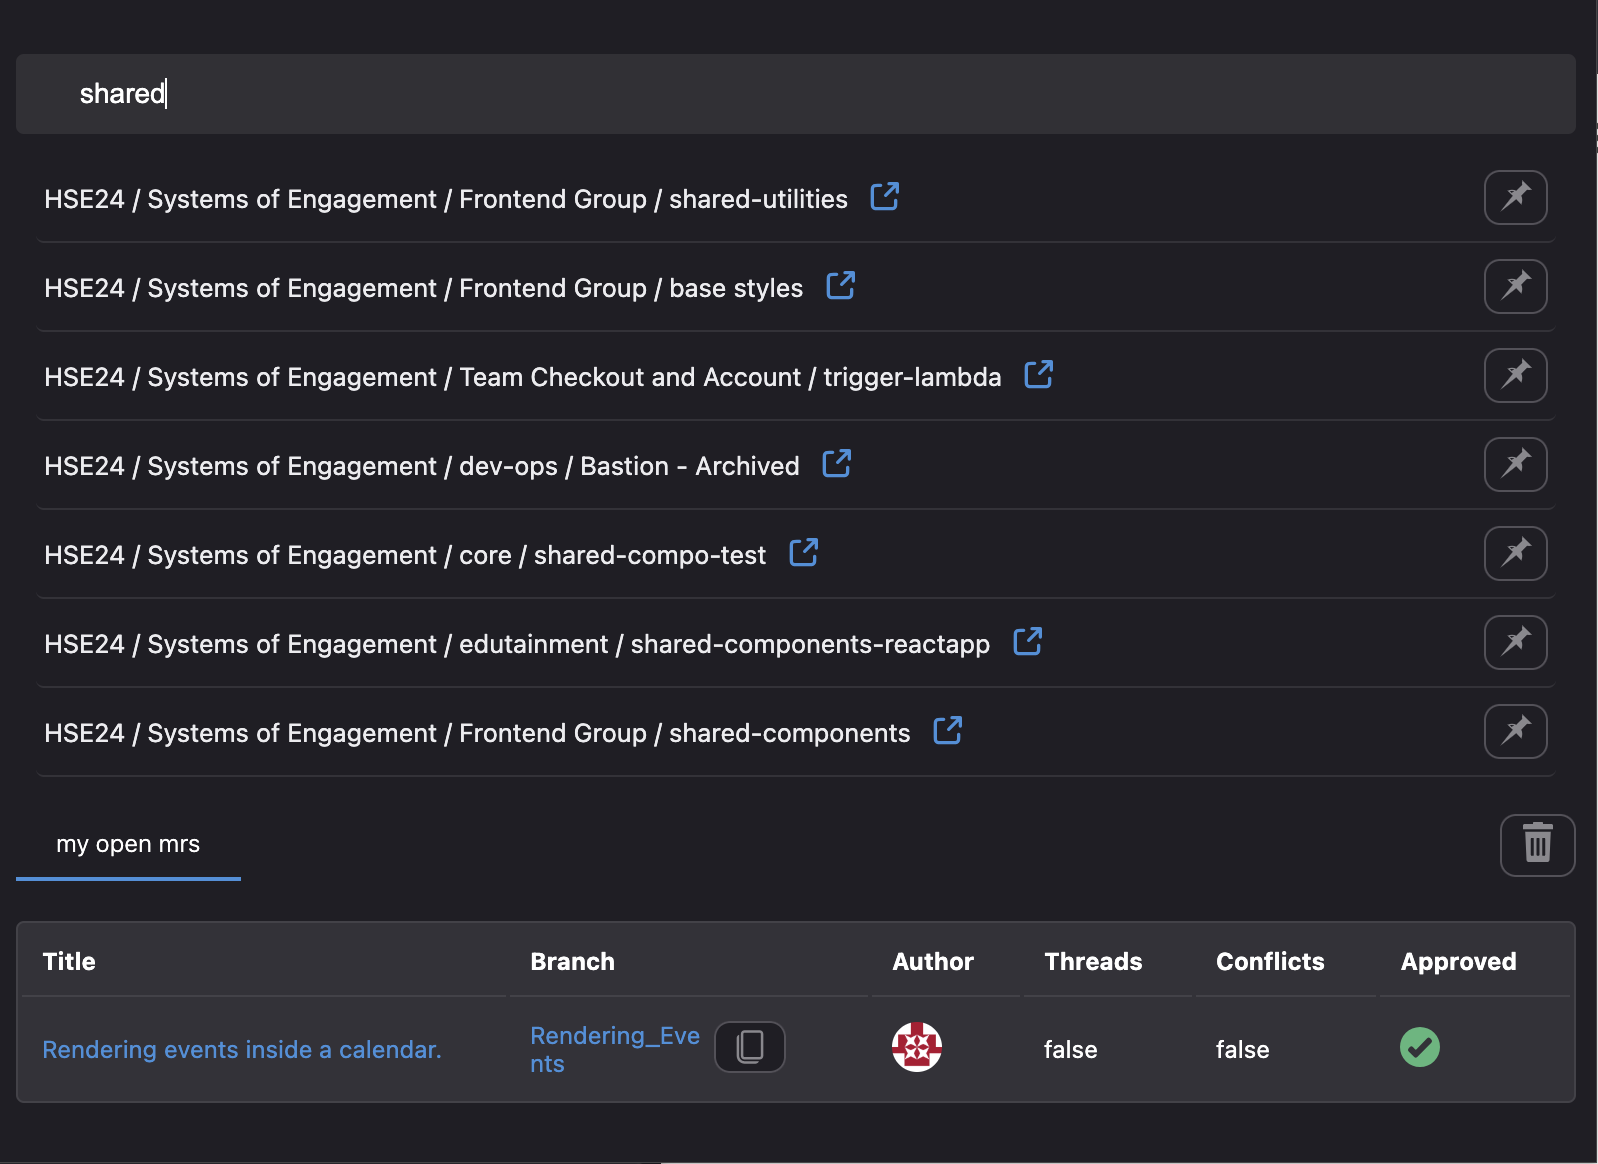 shared
HSE24 / Systems of Engagement / Frontend Group / shared-utilities
HSE24 / Systems of Engagement / Frontend Group / base styles
HSE24 / Systems of Engagement / Team Checkout and Account / trigger-lambda
HSE24 / Systems of Engagement / dev-ops / Bastion - Archived
HSE24 / Systems of Engagement / core / shared-compo-test
HSE24 / Systems of Engagement / edutainment / shared-components-reactapp
HSE24 / Systems of Engagement / Frontend Group / shared-components
my open mrs
Title Branch Author Threads Conflicts Approved
Rendering events inside a calendar. Rendering_Eve false false
nts